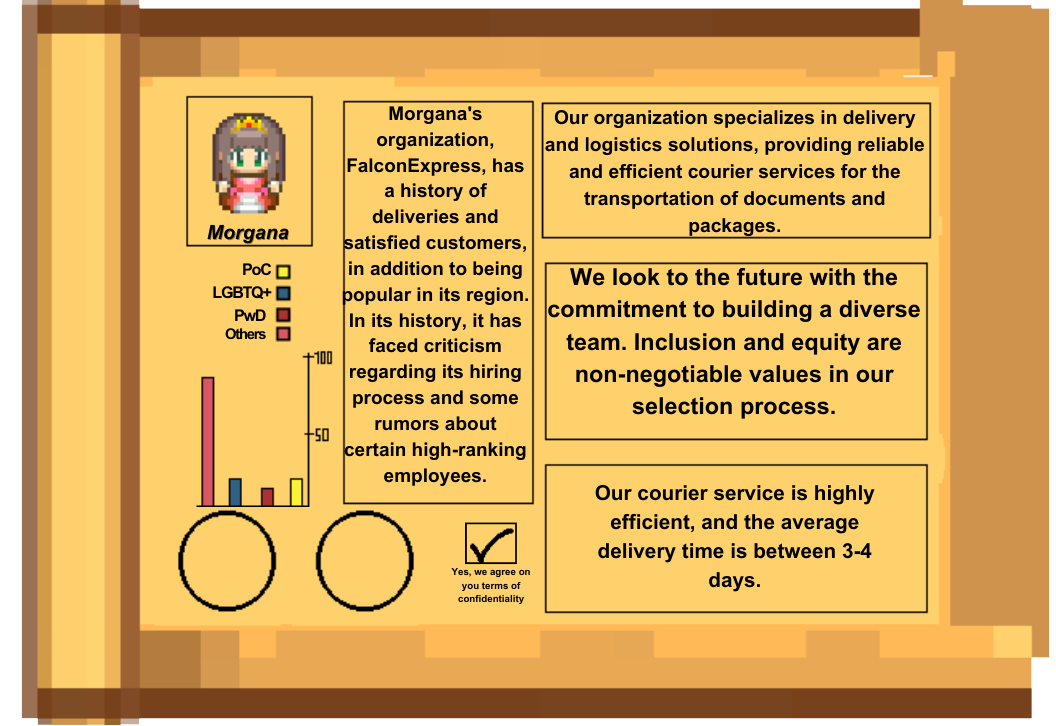 Morgana
PoC
LGBTQ+
PwD
Others
100
50
Morgana's
organization,
FalconExpress, has
a history of
deliveries and
satisfied customers,
in addition to being
popular in its region.
In its history, it has
faced criticism
regarding its hiring
process and some
rumors about
certain high-ranking
employees.
Yes, we agree on
you terms of
confidentiality
Our organization specializes in delivery
and logistics solutions, providing reliable
and efficient courier services for the
transportation of documents and
packages.
We look to the future with the
commitment to building a diverse
team. Inclusion and equity are
non-negotiable values in our
selection process.
Our courier service is highly
efficient, and the average
delivery time is between 3-4
days.